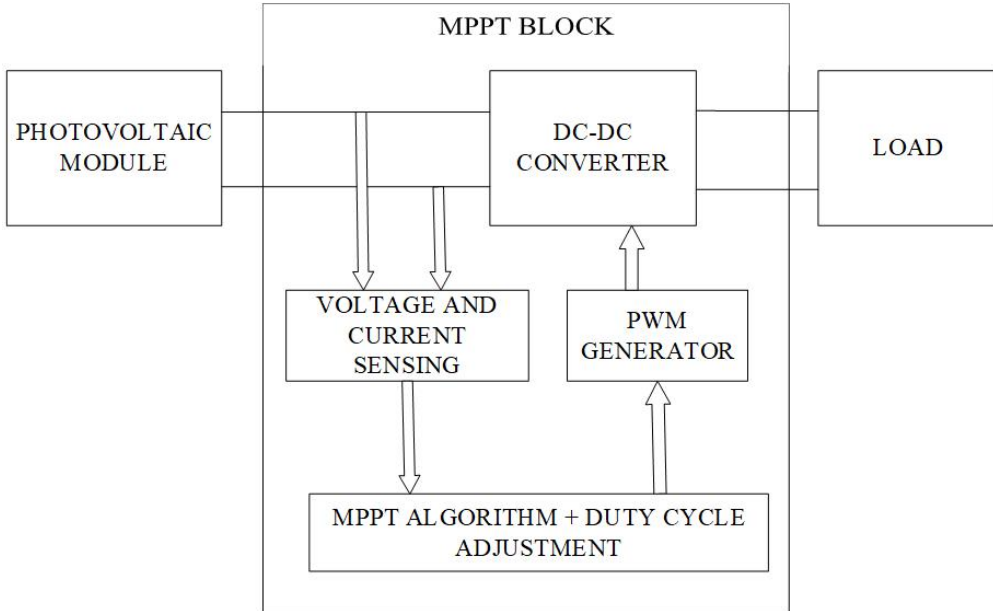 MPPT BLOCK
PHOTOVOLTAIC
MODULE
DC-DC
CONVERTER
LOAD
VOLTAGE AND
CURRENT
SENSING
PWM
GENERATOR
MPPT ALGORITHM + DUTY CYCLE
ADJUSTMENT